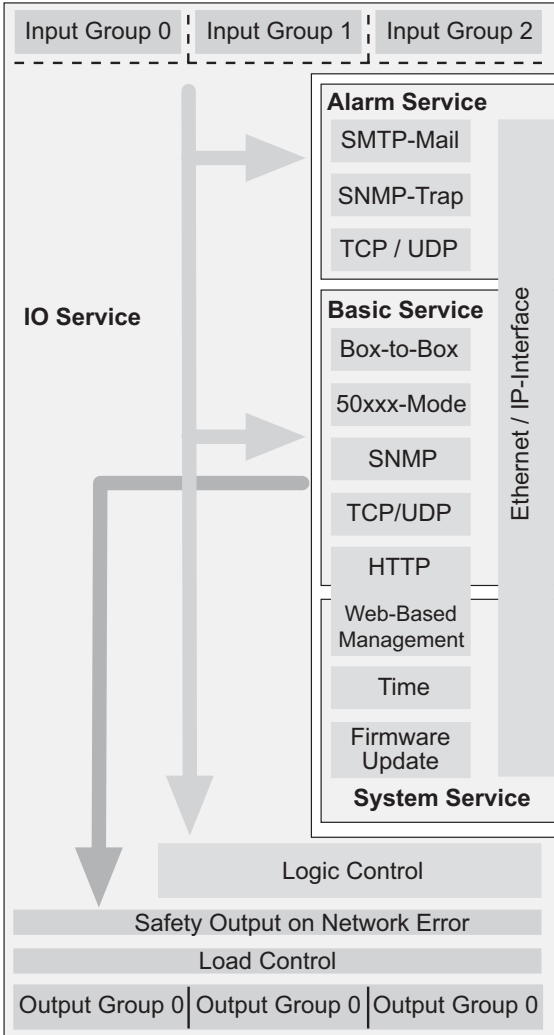 Input Group 0 Input Group 1 Input Group 2
Alarm Service
SMTP-Mail
SNMP-Trap
TCP / UDP
IO Service
Basic Service
Box-to-Box
50xxx-Mode
SNMP
TCP/UDP
HTTP
Ethernet / IP-Interface
Web-Based
Management
Time
Firmware
Update
System Service
Logic Control
Safety Output on Network Error
Load Control
Output Group 0 Output Group 0 Output Group 0